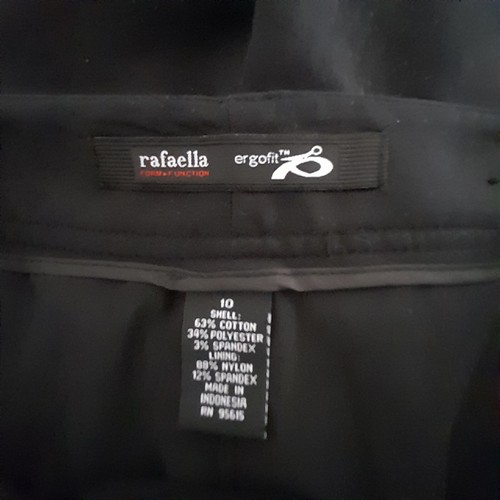 rafaella
FORM+FUNCTION
ergofit™
10
SHELL:
63% COTTON
34% POLYESTER
3% SPANDEX
LINING:
88% NYLON
12% SPANDEX
MADE IN
INDONESIA
RN 95615